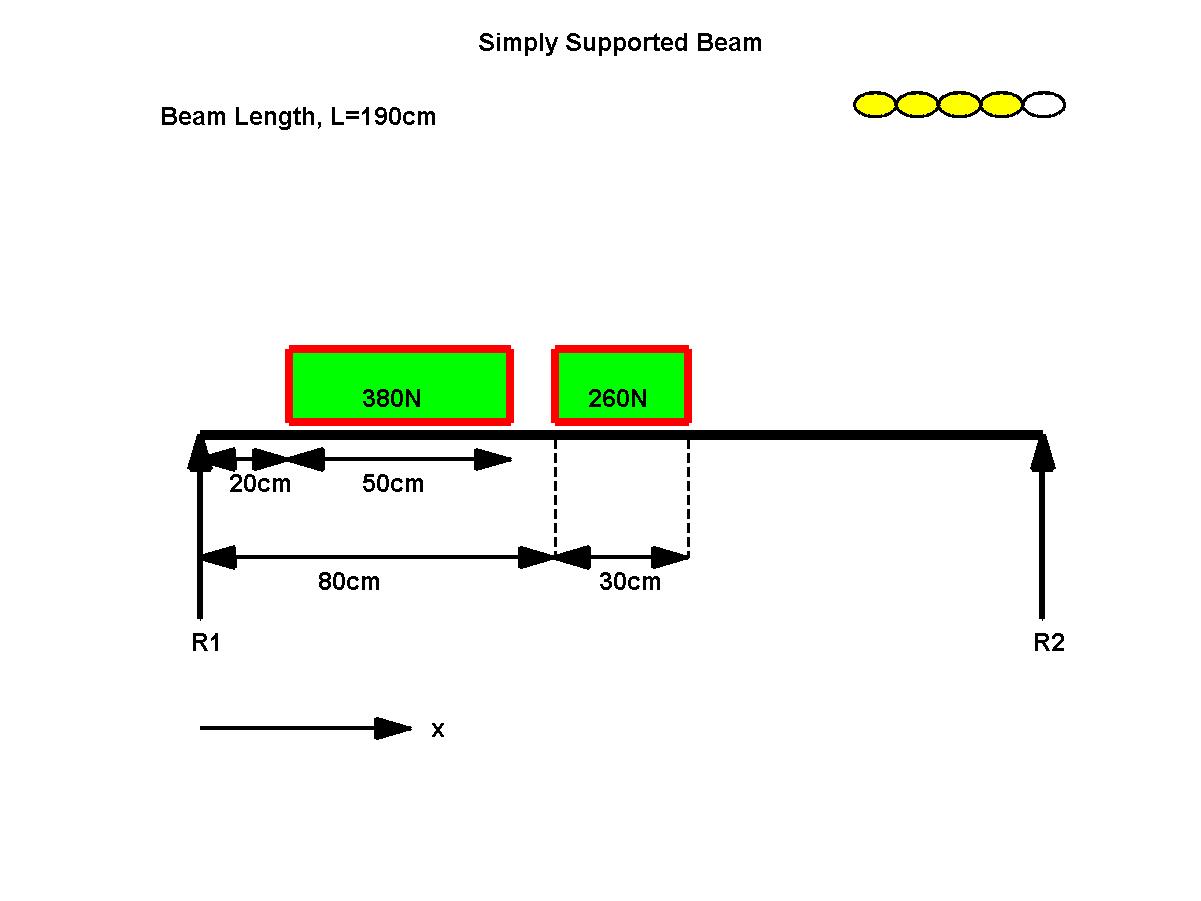 Simply Supported Beam
Beam Length, L=190cm
380N
260N
20cm
50cm
80cm
30cm
R1
R2
x